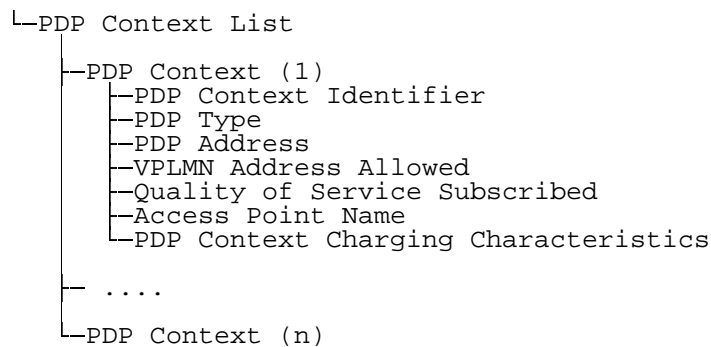 PDP Context List
PDP Context (1)
PDP Context Identifier
PDP Type
PDP Address
VPLMN Address Allowed
Quality of Service Subscribed
Access Point Name
PDP Context Charging Characteristics
....
PDP Context (n)